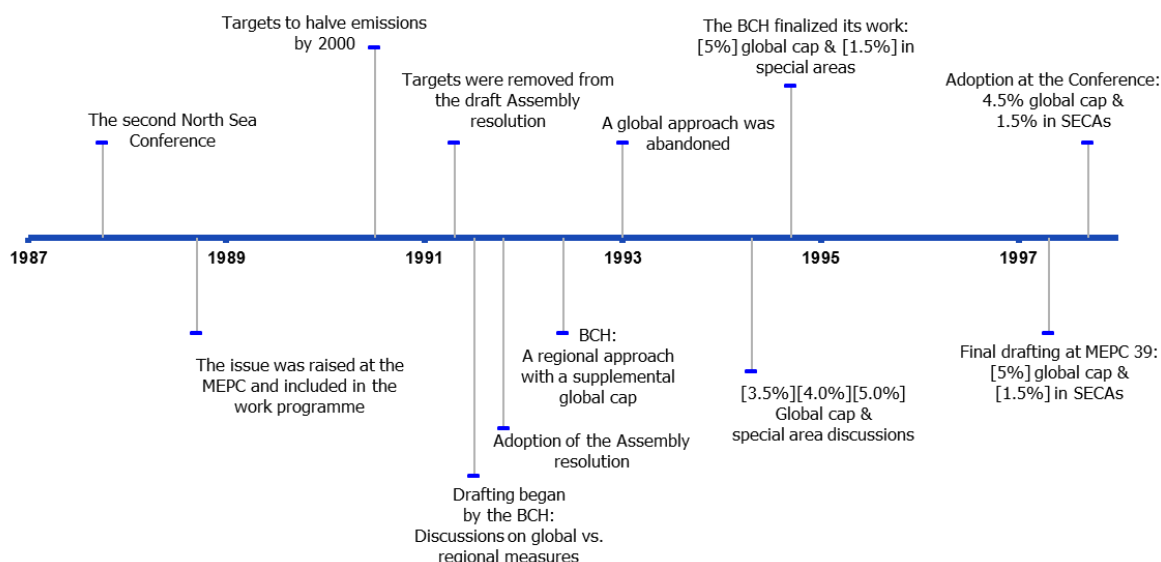 Targets to halve emissions
by 2000
The BCH finalized its work:
[5%] global cap & [1.5%] in
special areas
Targets were removed from
the draft Assembly
resolution
Adoption at the Conference:
4.5% global cap &
1.5% in SECAs
The second North Sea
Conference
A global approach was
abandoned
1987
1989
1991
1993
1995
1997
The issue was raised at the
MEPC and included in the
work programme
BCH:
A regional approach
with a supplemental
global cap
Final drafting at MEPC 39:
[5%] global cap &
[1.5%] in SECAs
[3.5%][4.0%][5.0%]
Global cap &
special area discussions
Adoption of the Assembly
resolution
Drafting began
by the BCH:
Discussions on global vs.
regional measures